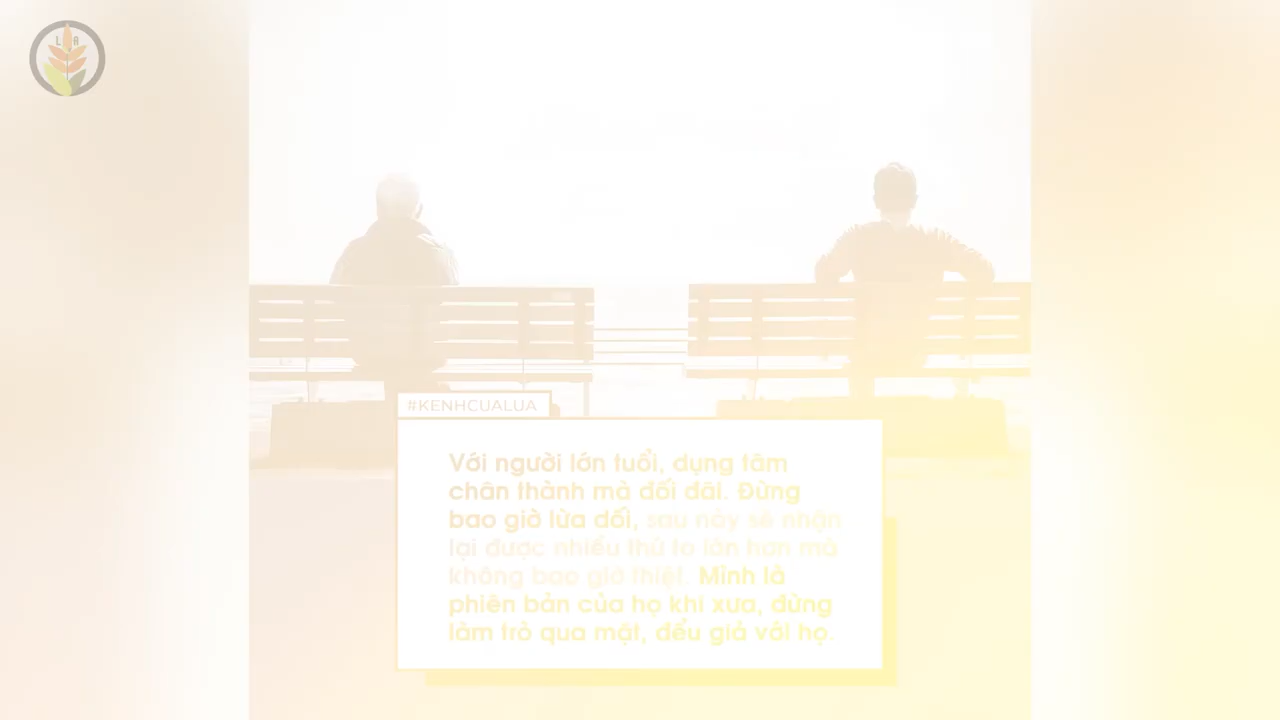 L A
#KENHCUALUA
Với người lớn tuổi, dụng tâm
chân thành mà đối đãi. Đừng
bao giờ lừa dối, sau này sẽ nhận
lại được nhiều thứ to lớn hơn mà
không bao giờ thiệt. Mình là
phiên bản của họ khi xưa, đừng
làm trò qua mặt, đểu giả với họ.